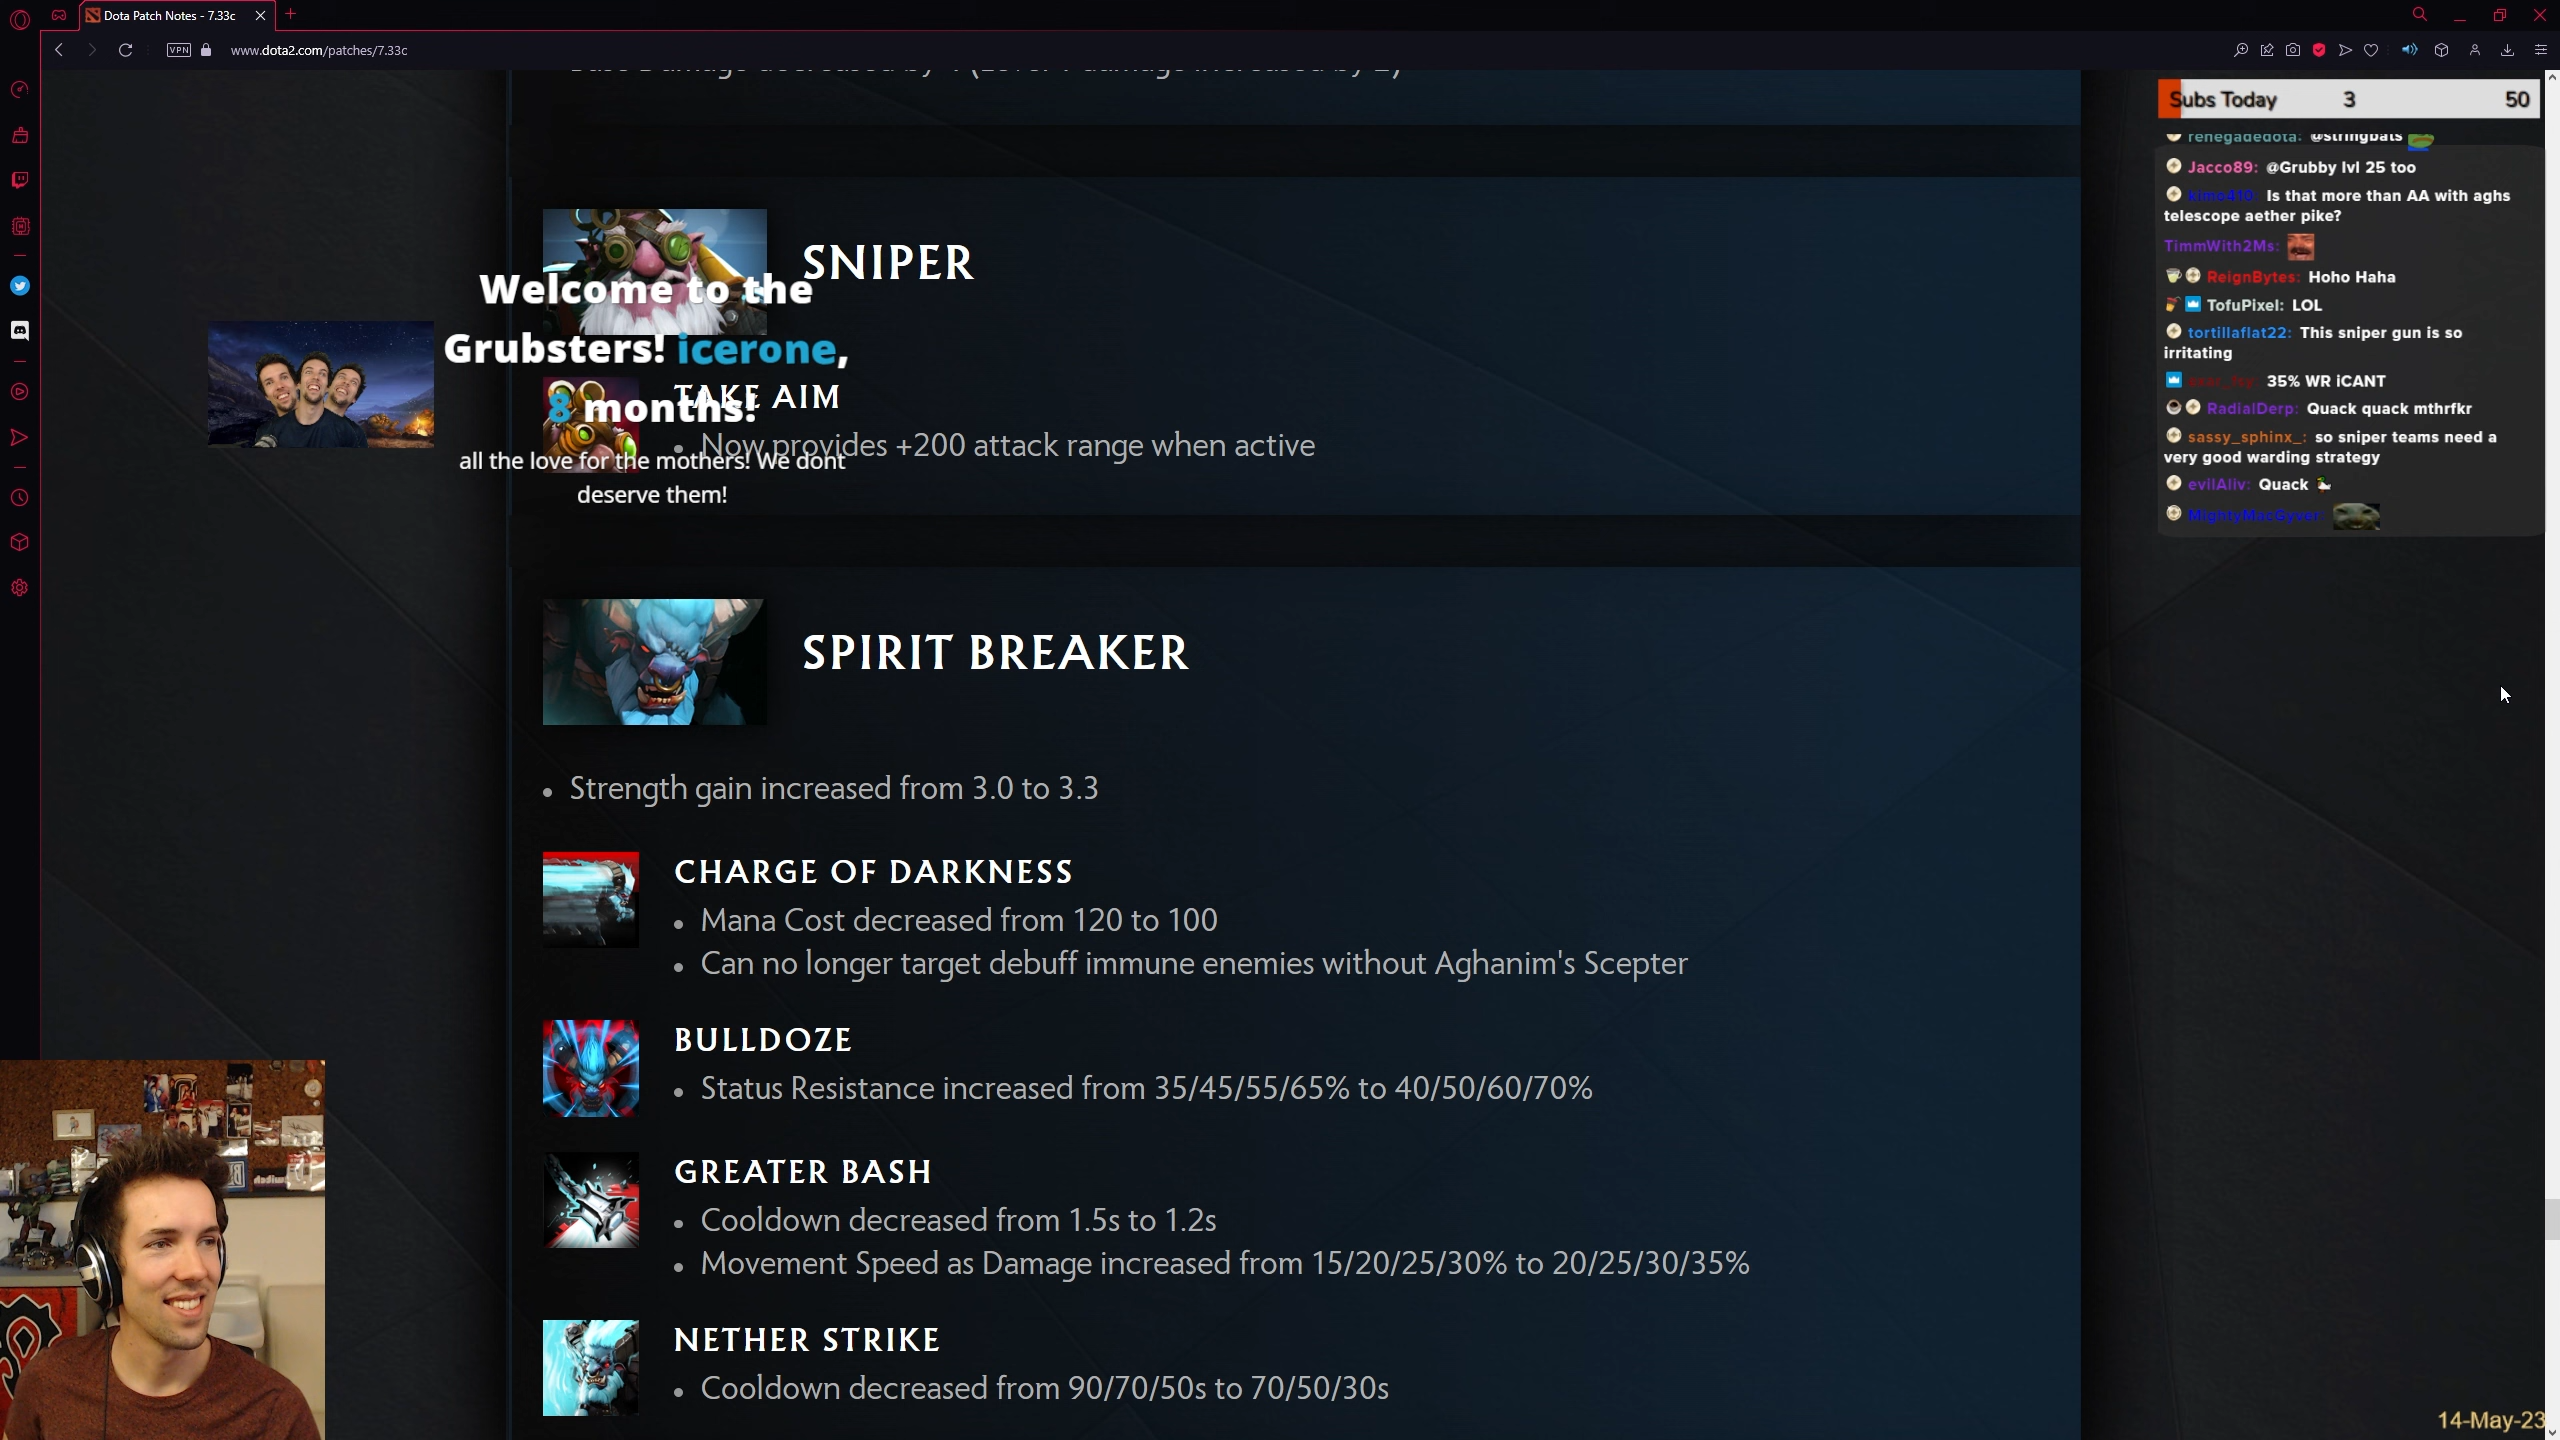 Dota Patch Notes - 7.33c
VPN
www.dota2.com/patches/7.33c
Subs Today 3 50
renegadedota: @stringbats
Jacco89: @Grubby lvl 25 too
kimo410: Is that more than AA with aghs
telescope aether pike?
TimmWith2Ms:
ReignBytes: Hoho Haha
TofuPixel: LOL
tortillaflat22: This sniper gun is so
irritating
35% WR iCANT
RadialDerp: Quack quack mthrfkr
sassy_sphinx_: so sniper teams need a
very good warding strategy
evilAliv: Quack
MightyMacGyver:
SNIPER
Welcome to the
Grubsters! icerone,
8 months!
all the love for the mothers! We dont
deserve them!
TAKE AIM
• Now provides +200 attack range when active
SPIRIT BREAKER
• Strength gain increased from 3.0 to 3.3
CHARGE OF DARKNESS
• Mana Cost decreased from 120 to 100
• Can no longer target debuff immune enemies without Aghanim's Scepter
BULLDOZE
• Status Resistance increased from 35/45/55/65% to 40/50/60/70%
GREATER BASH
• Cooldown decreased from 1.5s to 1.2s
• Movement Speed as Damage increased from 15/20/25/30% to 20/25/30/35%
NETHER STRIKE
• Cooldown decreased from 90/70/50s to 70/50/30s
14-May-23